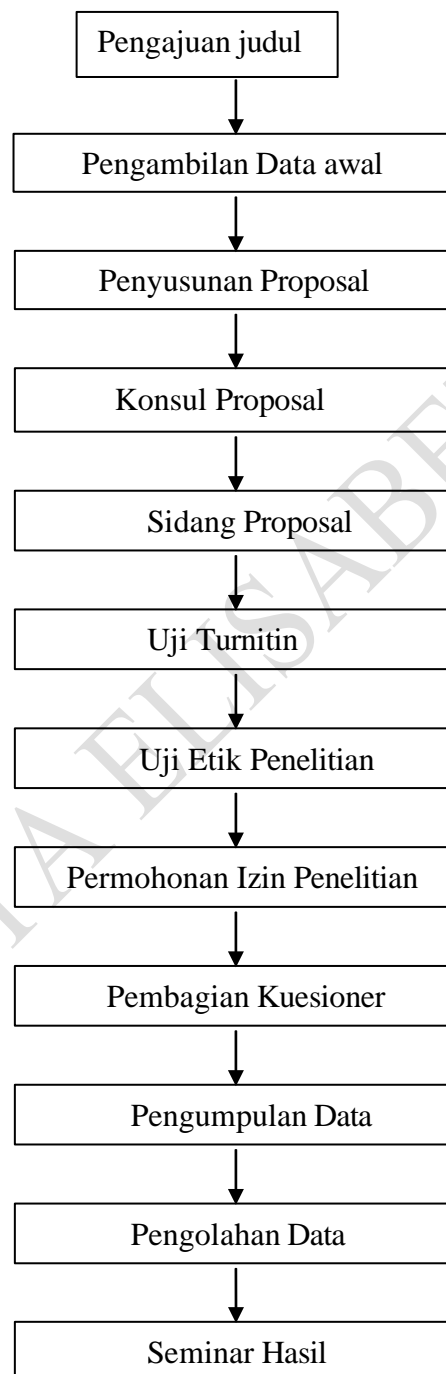 Pengajuan judul
Pengambilan Data awal
Penyusunan Proposal
Konsul Proposal
Sidang Proposal
Uji Turnitin
Uji Etik Penelitian
Permohonan Izin Penelitian
Pembagian Kuesioner
Pengumpulan Data
Pengolahan Data
Seminar Hasil